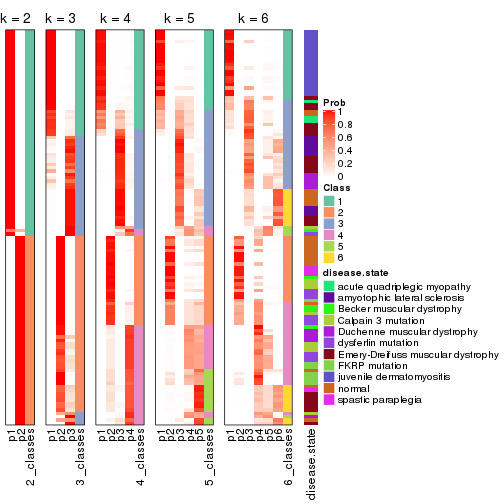 k = 2
k = 3
k = 4
k = 5
k = 6
Prob
1
0.8
0.6
0.4
0.2
0
Class
1
2
3
4
5
6
disease.state
acute quadriplegic myopathy
amyotophic lateral sclerosis
Becker muscular dystrophy
Calpain 3 mutation
Duchenne muscular dystrophy
dysferlin mutation
Emery-Dreifuss muscular dystrophy
FKRP mutation
juvenile dermatomyositis
normal
spastic paraplegia
p1
p2
2_classes
p1
p2
p3
3_classes
p1
p2
p3
p4
4_classes
p1
p2
p3
p4
p5
5_classes
p1
p2
p3
p4
p5
p6
6_classes
disease.state